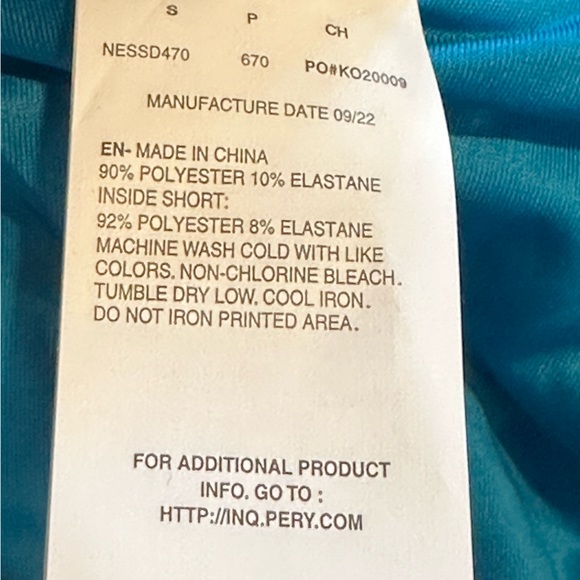 S P CH
NESSD470 670 PO#KO20009
MANUFACTURE DATE 09/22
EN- MADE IN CHINA
90% POLYESTER 10% ELASTANE
INSIDE SHORT:
92% POLYESTER 8% ELASTANE
MACHINE WASH COLD WITH LIKE
COLORS. NON-CHLORINE BLEACH.
TUMBLE DRY LOW. COOL IRON.
DO NOT IRON PRINTED AREA.
FOR ADDITIONAL PRODUCT
INFO. GO TO :
HTTP://INQ.PERY.COM